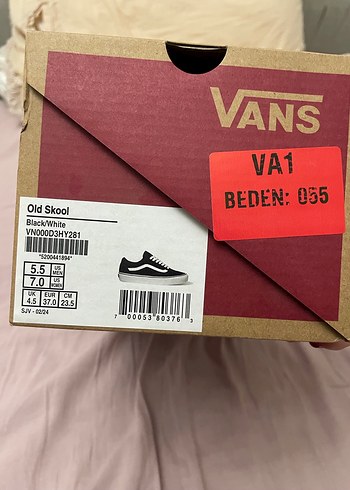 VANS
VA1
BEDEN: 055
Old Skool
Black/White
VN000D3HY281
*5200441894*
5.5 US MEN
7.0 US WOMEN
UK EUR CM
4.5 37.0 23.5
SJV - 02/24
7 00053 80376 3